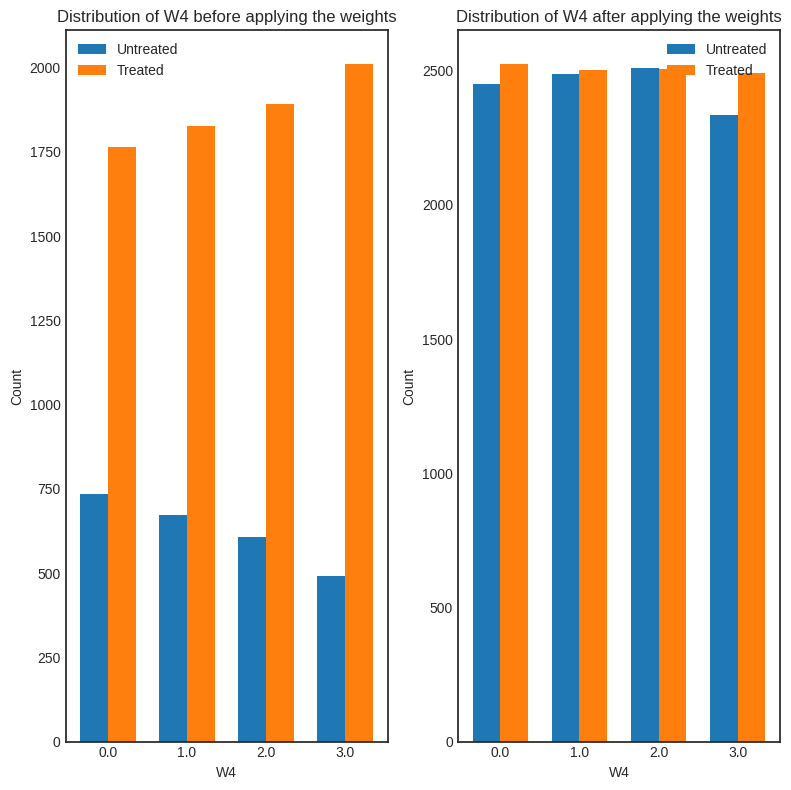 Distribution of W4 before applying the weights
Untreated
Treated
2000
1750
1500
1250
1000
750
500
250
0
Count
0.0 1.0 2.0 3.0
W4
Distribution of W4 after applying the weights
Untreated
Treated
2500
2000
1500
1000
500
0
Count
0.0 1.0 2.0 3.0
W4